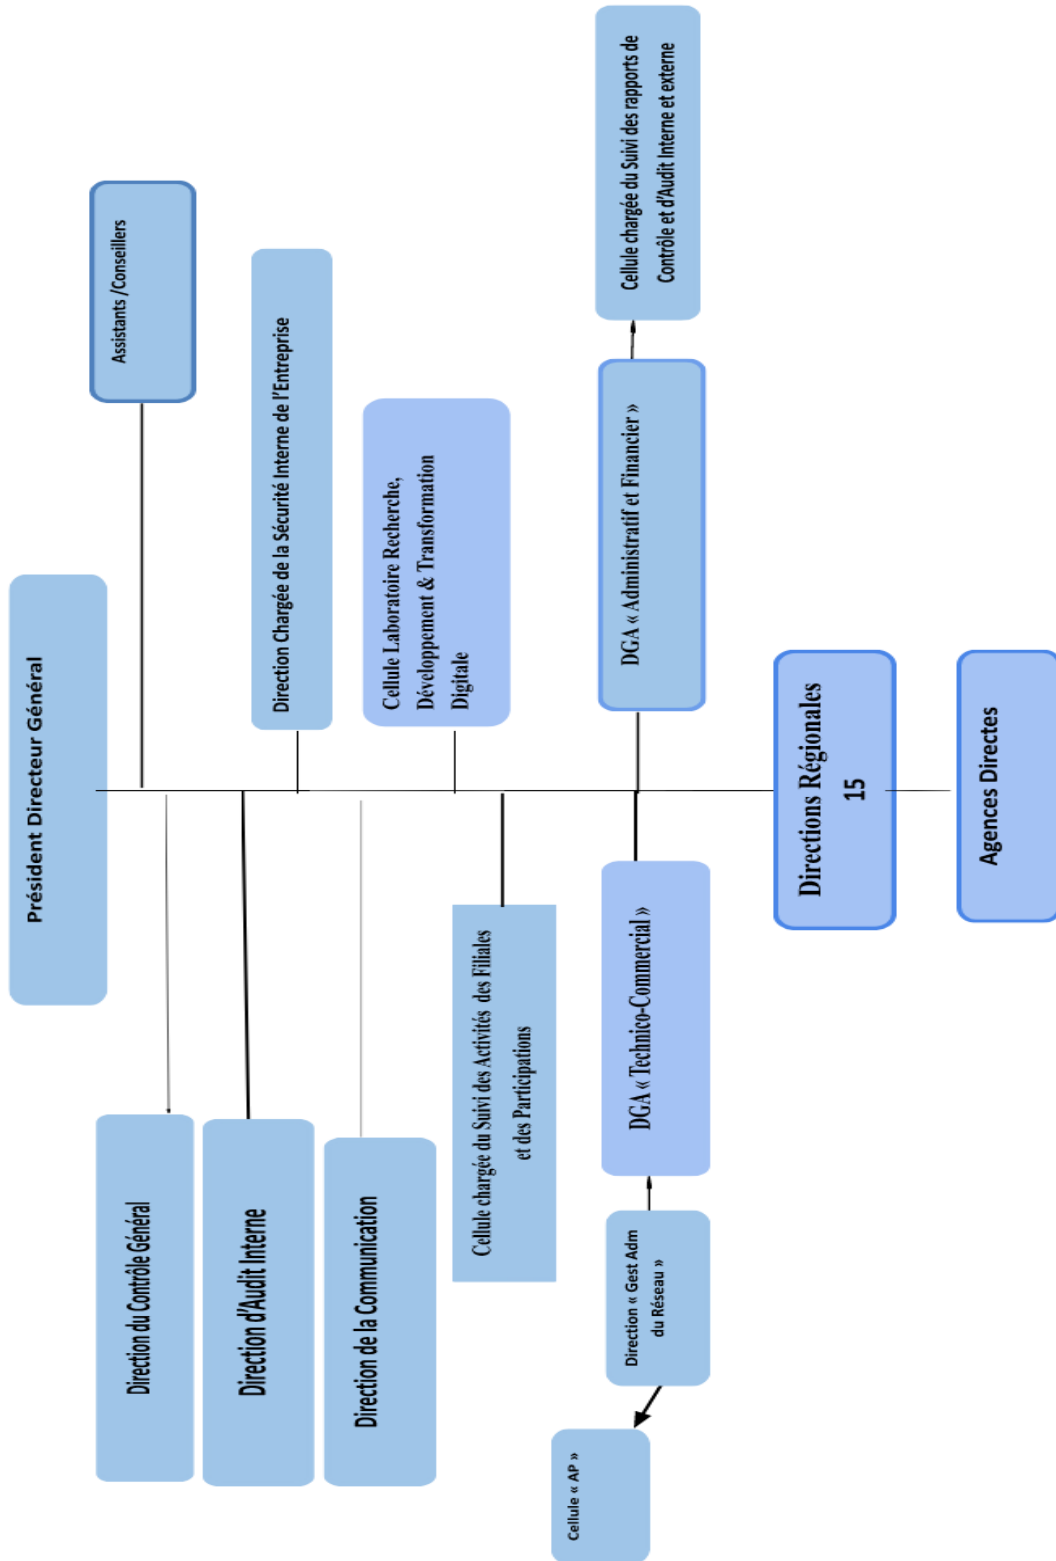 Président Directeur Général
Assistants /Conseillers
Direction du Contrôle Général
Direction d'Audit Interne
Direction Chargée de la Sécurité Interne de l'Entreprise
Direction de la Communication
Cellule Laboratoire Recherche,
Développement & Transformation
Digitale
Cellule chargée du Suivi des Activités des Filiales
et des Participations
Cellule « AP »
Direction « Gest Adm
du Réseau »
DGA « Technico-Commercial »
DGA « Administratif et Financier »
Cellule chargée du Suivi des rapports de
Contrôle et d'Audit Interne et externe
Directions Régionales
15
Agences Directes